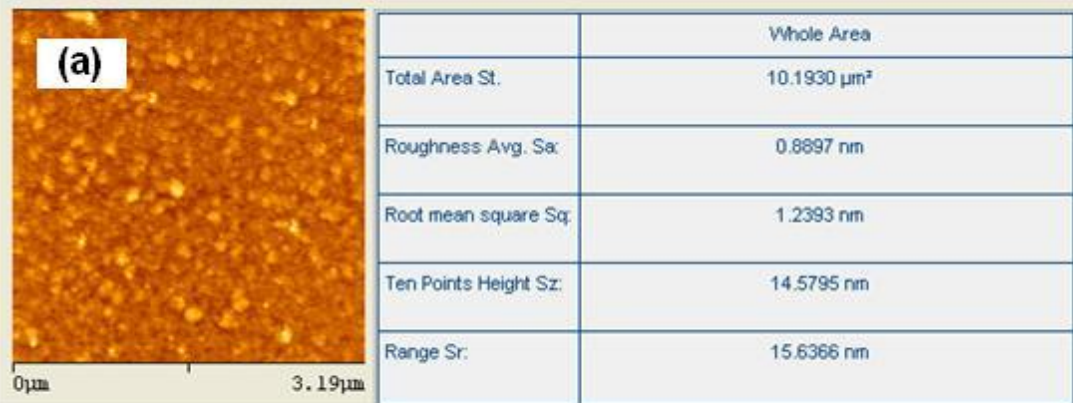 (a)
0µm 3.19µm
Whole Area
Total Area St. 10.1930 µm²
Roughness Avg. Sa: 0.8897 nm
Root mean square Sq: 1.2393 nm
Ten Points Height Sz: 14.5795 nm
Range Sr: 15.6366 nm